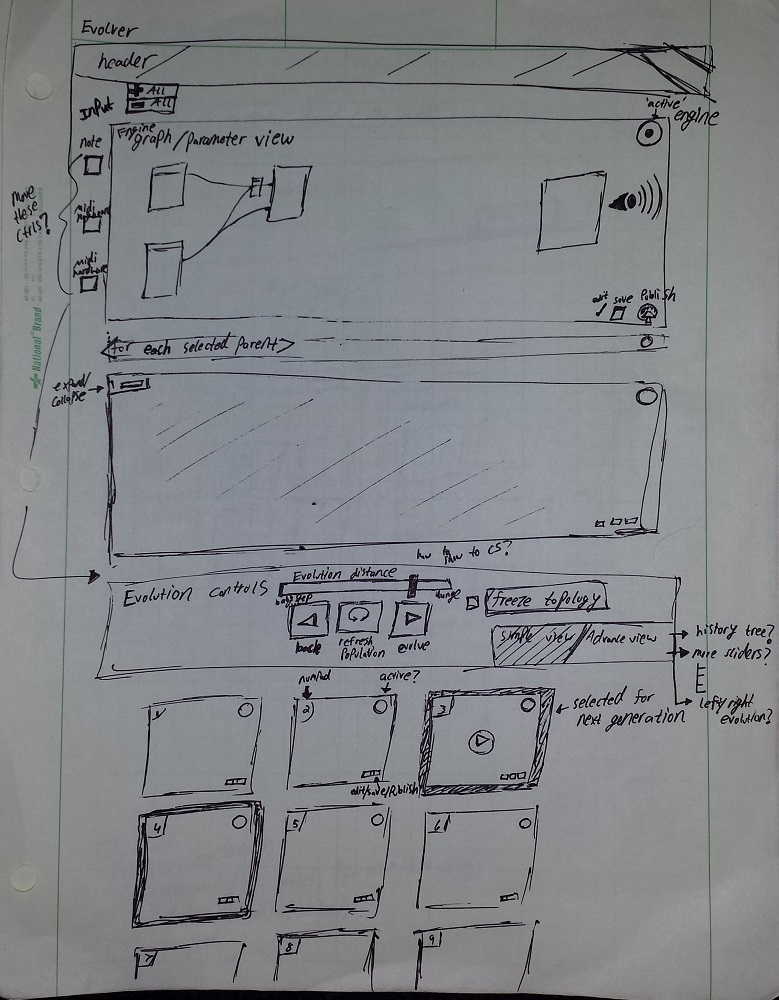 Evolver
header
+ All
- All
Input
'active' engine
note
Engine
graph/parameter view
move these ctrls?
midi keyboard
midi hardware
edit save Publish
National Brand
<for each selected parent>
expand/
collapse
how to show to CS?
Evolution controls
Evolution distance
baby step
plunge
freeze topology
back
refresh
population
evolve
simple view
Advance view
history tree?
more sliders?
left/right
evolution?
numpad
active?
1
2
3
selected for
next generation
edit/save/Publish
4
5
6
7
8
9